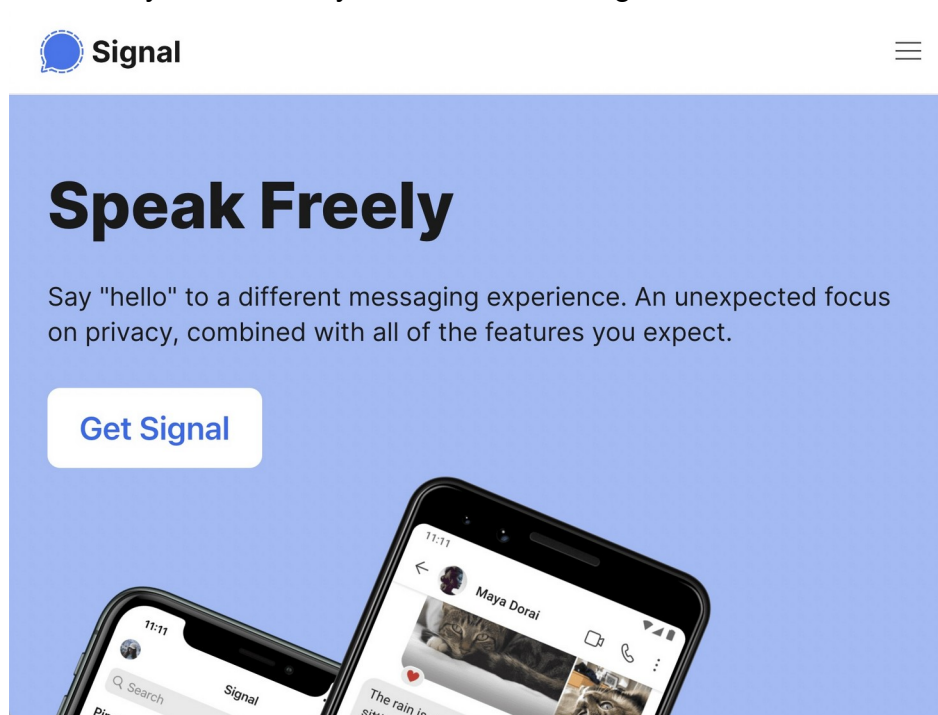 Signal
Speak Freely
Say "hello" to a different messaging experience. An unexpected focus
on privacy, combined with all of the features you expect.
Get Signal
11:11
Maya Dorai
11:11
Search
Signal
The rain is